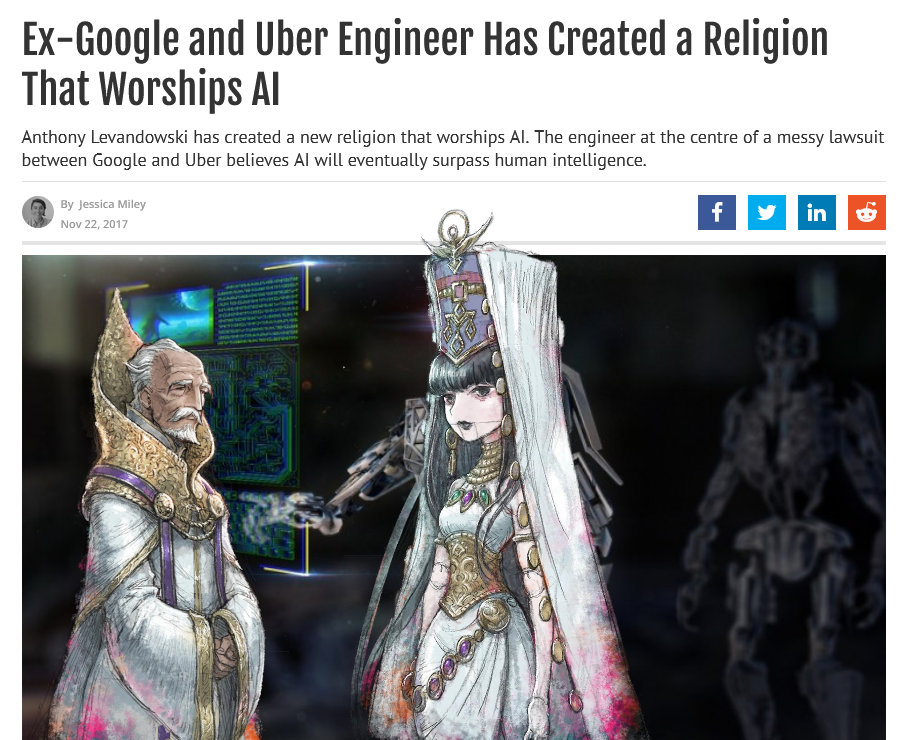 Ex-Google and Uber Engineer Has Created a Religion
That Worships AI
Anthony Levandowski has created a new religion that worships AI. The engineer at the centre of a messy lawsuit
between Google and Uber believes AI will eventually surpass human intelligence.
By Jessica Miley
Nov 22, 2017